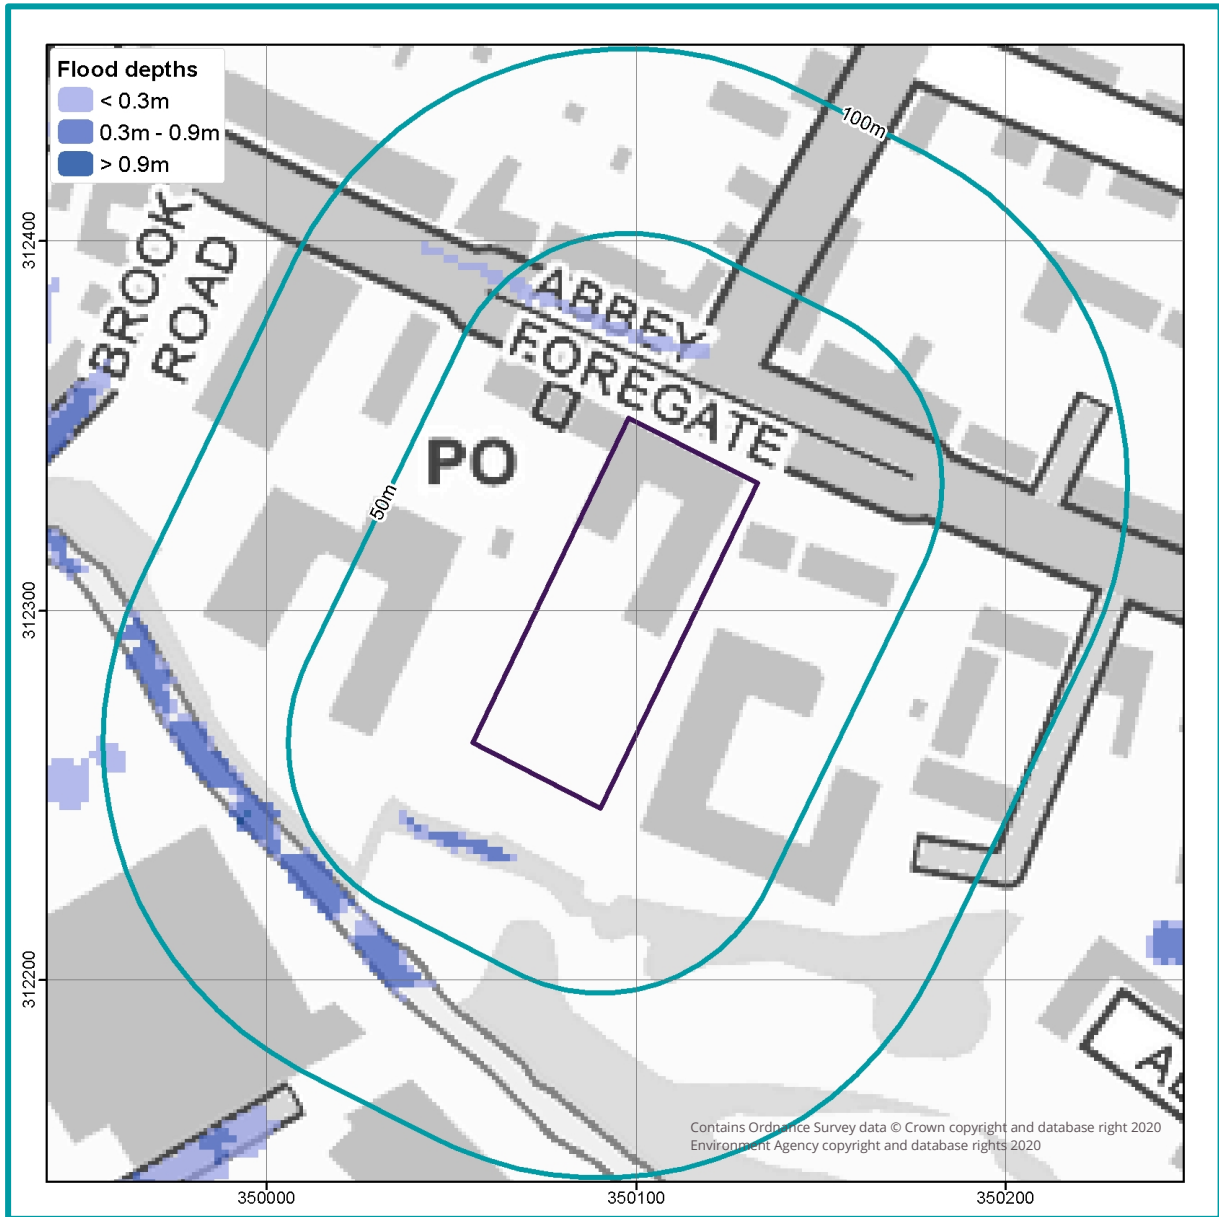 Flood depths
< 0.3m
0.3m - 0.9m
> 0.9m
100m
312400
BROOK
ROAD
ABBEY
FOREGATE
PO
50m
312300
312200
Contains Ordnance Survey data © Crown copyright and database right 2020
Environment Agency copyright and database rights 2020
350000
350100
350200